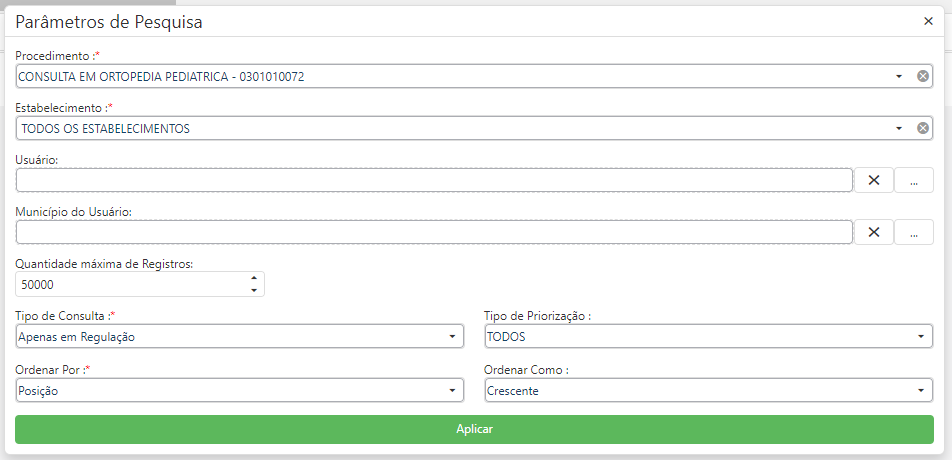 Parâmetros de Pesquisa ×
Procedimento :*
CONSULTA EM ORTOPEDIA PEDIATRICA - 0301010072
Estabelecimento :*
TODOS OS ESTABELECIMENTOS
Usuário:
...
Município do Usuário:
...
Quantidade máxima de Registros:
50000
Tipo de Consulta :* Tipo de Priorização :
Apenas em Regulação TODOS
Ordenar Por :* Ordenar Como :
Posição Crescente
Aplicar